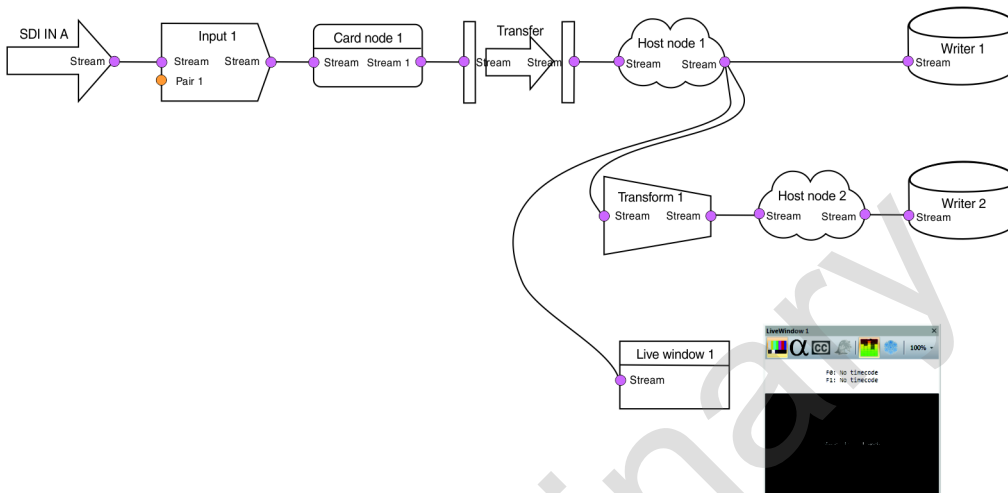 SDI IN A
Stream
Input 1
Stream Stream
Pair 1
Card node 1
Stream Stream 1
Transfer
Stream Stream
Host node 1
Stream Stream
Writer 1
Stream
Transform 1
Stream Stream
Host node 2
Stream Stream
Writer 2
Stream
Live window 1
Stream
LiveWindow 1
α CC 100%
F0: No timecode
F1: No timecode
inary